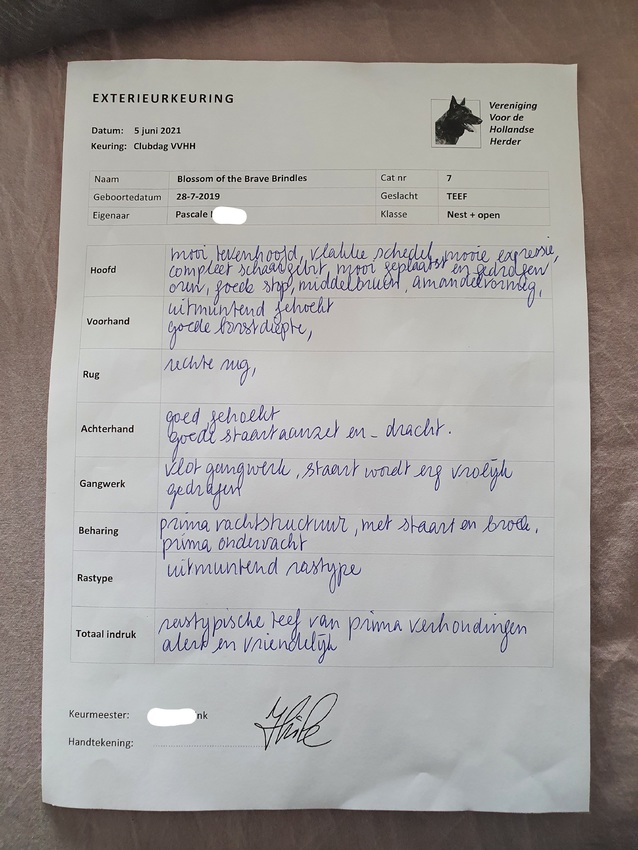 EXTERIEURKEURING
Datum: 5 juni 2021
Keuring: Clubdag VVHH
Vereniging
Voor de
Hollandse
Herder
Naam Blossom of the Brave Brindles Cat nr 7
Geboortedatum 28-7-2019 Geslacht TEEF
Eigenaar Pascale Klasse Nest + open
Hoofd
mooi tevenhoofd, vlakke schedel, mooie expressie,
compleet schaargebit, mooi geplaatst en gedragen
oren, goede stop, middelbruin, amandelvormig,
Voorhand
uitmuntend gehoekt
goede borstdiepte,
Rug
rechte rug,
Achterhand
goed gehoekt
goede staartaanzet en - dracht.
Gangwerk
vlot gangwerk, staart wordt erg vrolijk
gedragen
Beharing
prima vachtstructuur, met staart en broek,
prima ondervacht
Rastype
uitmuntend rastype
Totaal indruk
rastypische teef van prima verhoudingen
alert en vriendelijk
Keurmeester: nk
Handtekening: